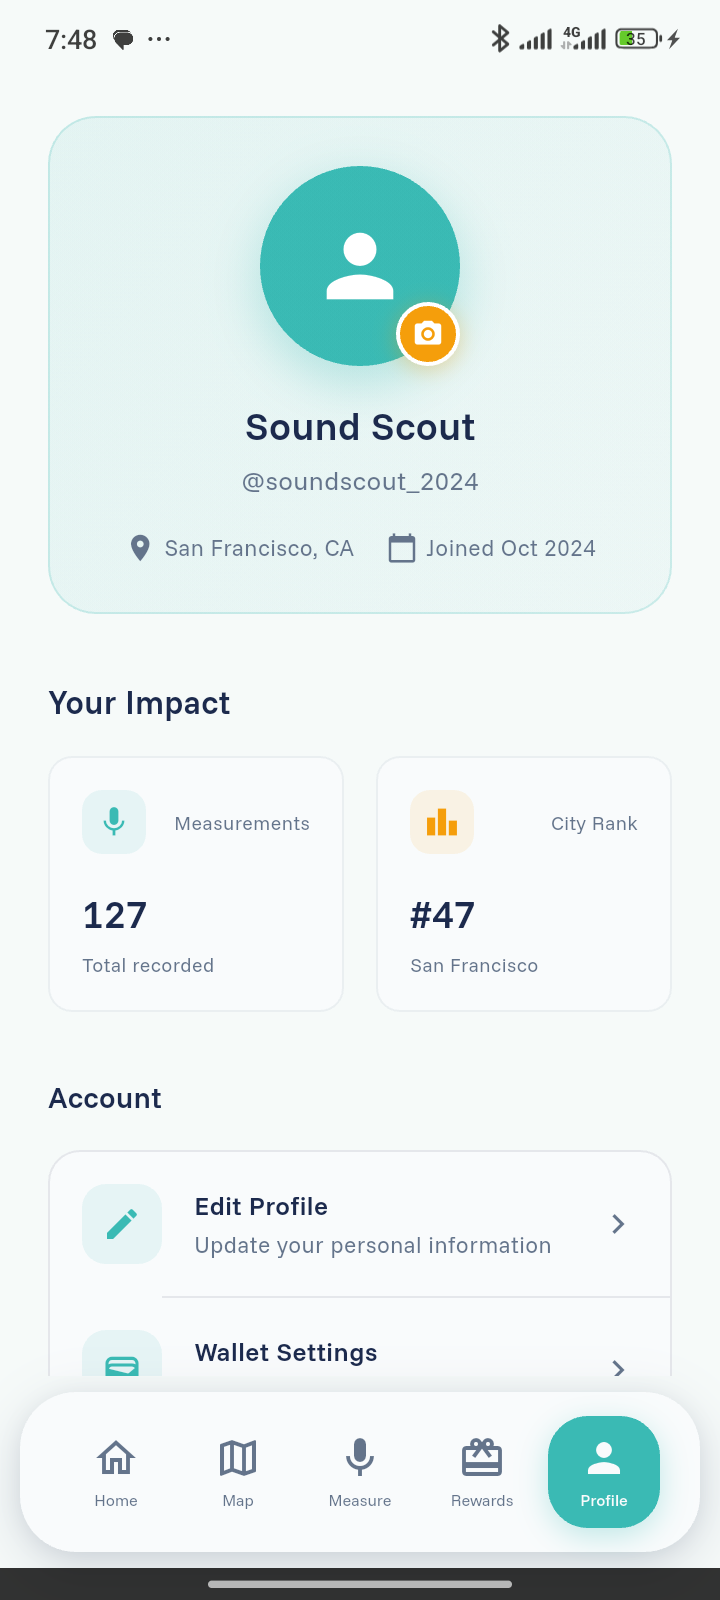 7:48
4G
35
Sound Scout
@soundscout_2024
San Francisco, CA
Joined Oct 2024
Your Impact
Measurements
127
Total recorded
City Rank
#47
San Francisco
Account
Edit Profile
Update your personal information
Wallet Settings
Home
Map
Measure
Rewards
Profile